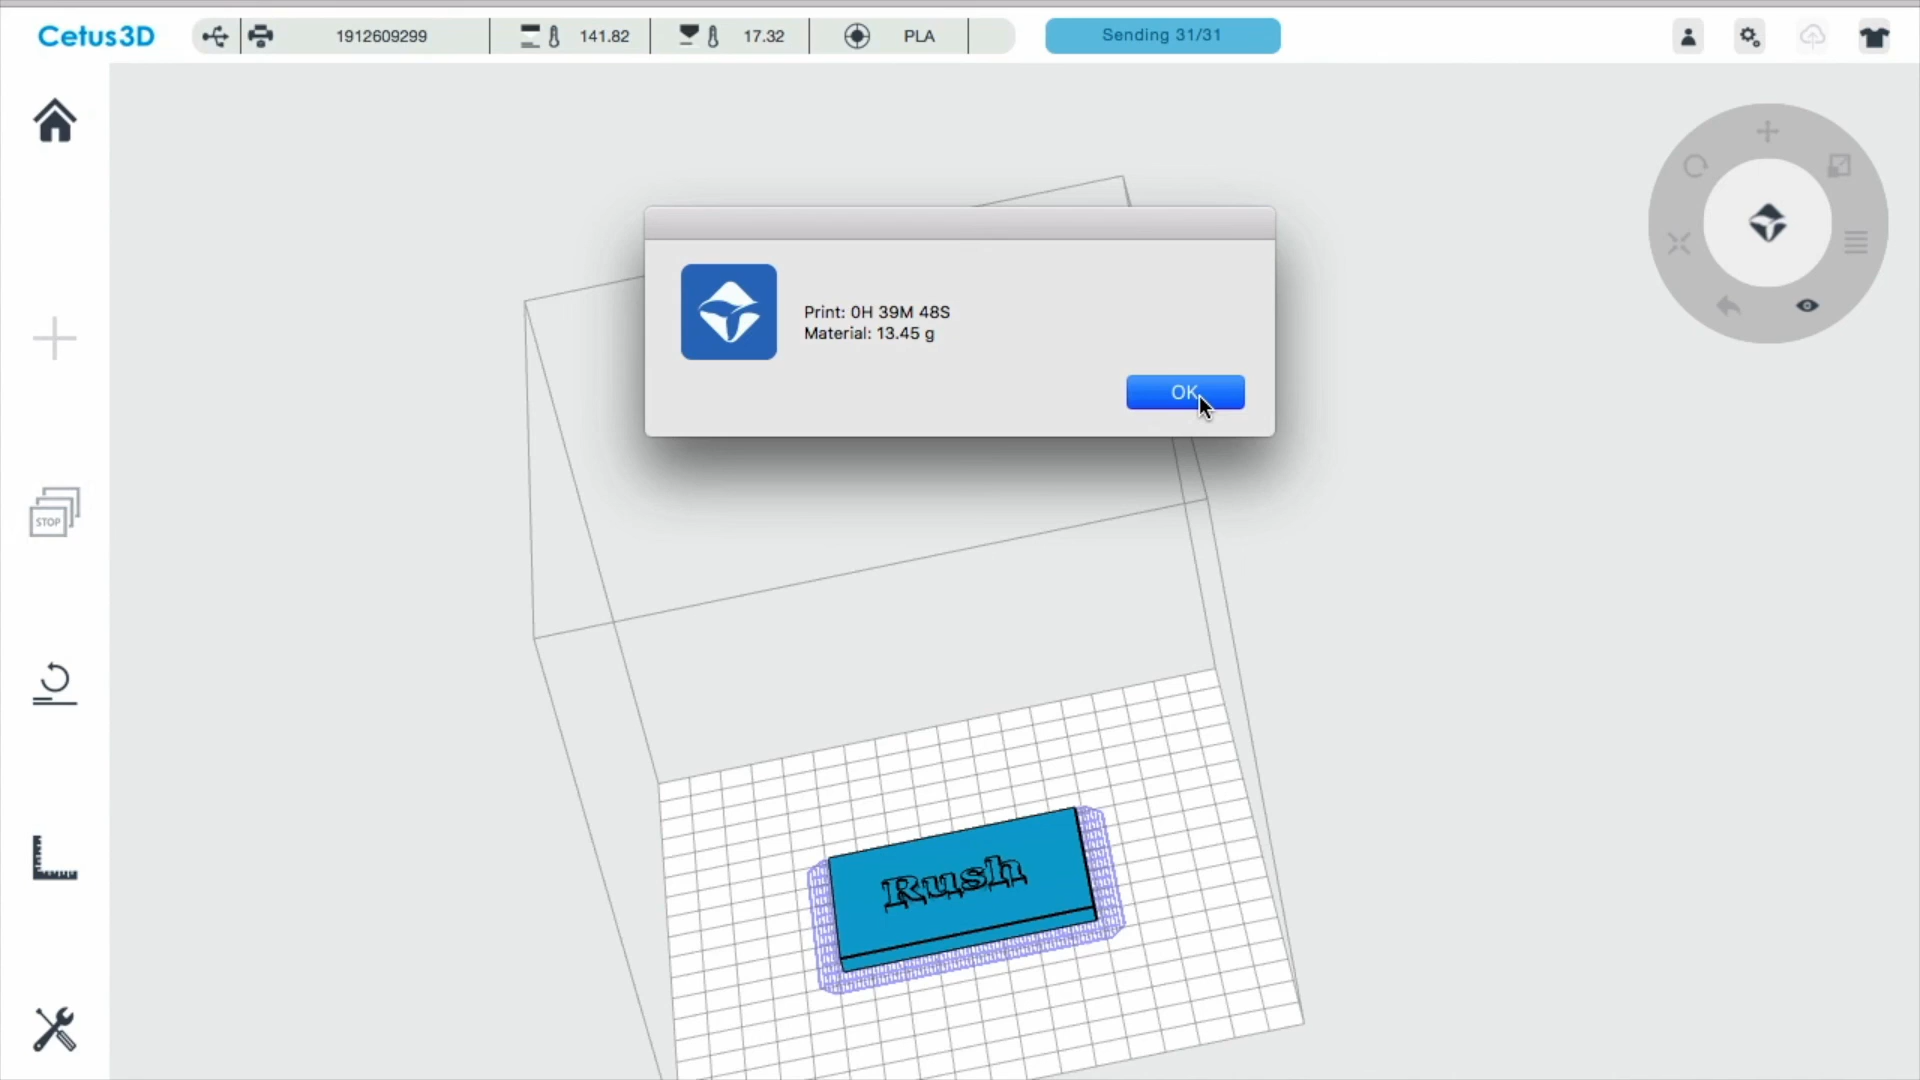 Cetus3D
1912609299
141.82
17.32
PLA
Sending 31/31
Print: 0H 39M 48S
Material: 13.45 g
OK
STOP
Rush